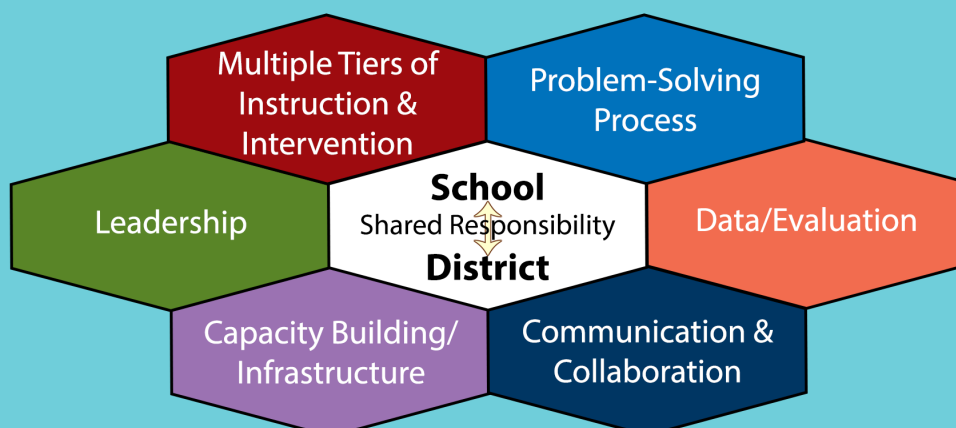 Multiple Tiers of
Instruction &
Intervention
Problem-Solving
Process
Leadership
School
Shared Responsibility
District
Data/Evaluation
Capacity Building/
Infrastructure
Communication &
Collaboration